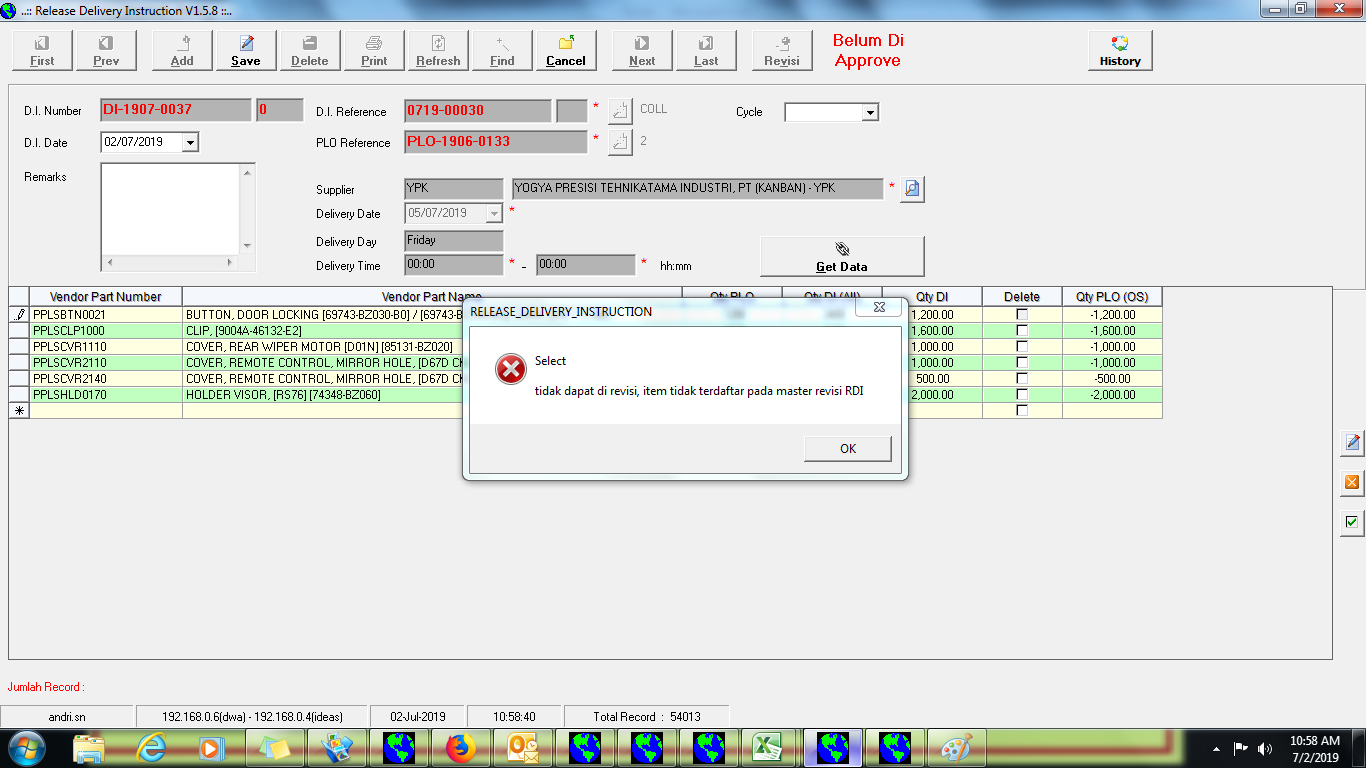 ..:: Release Delivery Instruction V1.5.8 ::..
First Prev Add Save Delete Print Refresh Find Cancel Next Last Revisi
Belum Di
Approve
History
D.I. Number DI-1907-0037 0 D.I. Reference 0719-00030 * COLL Cycle
D.I. Date 02/07/2019 PLO Reference PLO-1906-0133 * 2
Remarks
Supplier YPK YOGYA PRESISI TEHNIKATAMA INDUSTRI, PT (KANBAN) - YPK *
Delivery Date 05/07/2019 *
Delivery Day Friday
Delivery Time 00:00 * - 00:00 * hh:mm
Get Data
Vendor Part Number Vendor Part Name Qty PLO Qty DI (All) Qty DI Delete Qty PLO (OS)
PPLSBTN0021 BUTTON, DOOR LOCKING [69743-BZ030-B0] / [69743-B 1,200.00 -1,200.00
PPLSCLP1000 CLIP, [9004A-46132-E2] 1,600.00 -1,600.00
PPLSCVR1110 COVER, REAR WIPER MOTOR [D01N] [85131-BZ020] 1,000.00 -1,000.00
PPLSCVR2110 COVER, REMOTE CONTROL, MIRROR HOLE, [D67D 1,000.00 -1,000.00
PPLSCVR2140 COVER, REMOTE CONTROL, MIRROR HOLE, [D67D 500.00 -500.00
PPLSHLD0170 HOLDER VISOR, [RS76] [74348-BZ060] 2,000.00 -2,000.00
RELEASE_DELIVERY_INSTRUCTION
Select
tidak dapat di revisi, item tidak terdaftar pada master revisi RDI
OK
Jumlah Record :
andri.sn 192.168.0.6(dwa) - 192.168.0.4(ideas) 02-Jul-2019 10:58:40 Total Record : 54013
10:58 AM
7/2/2019